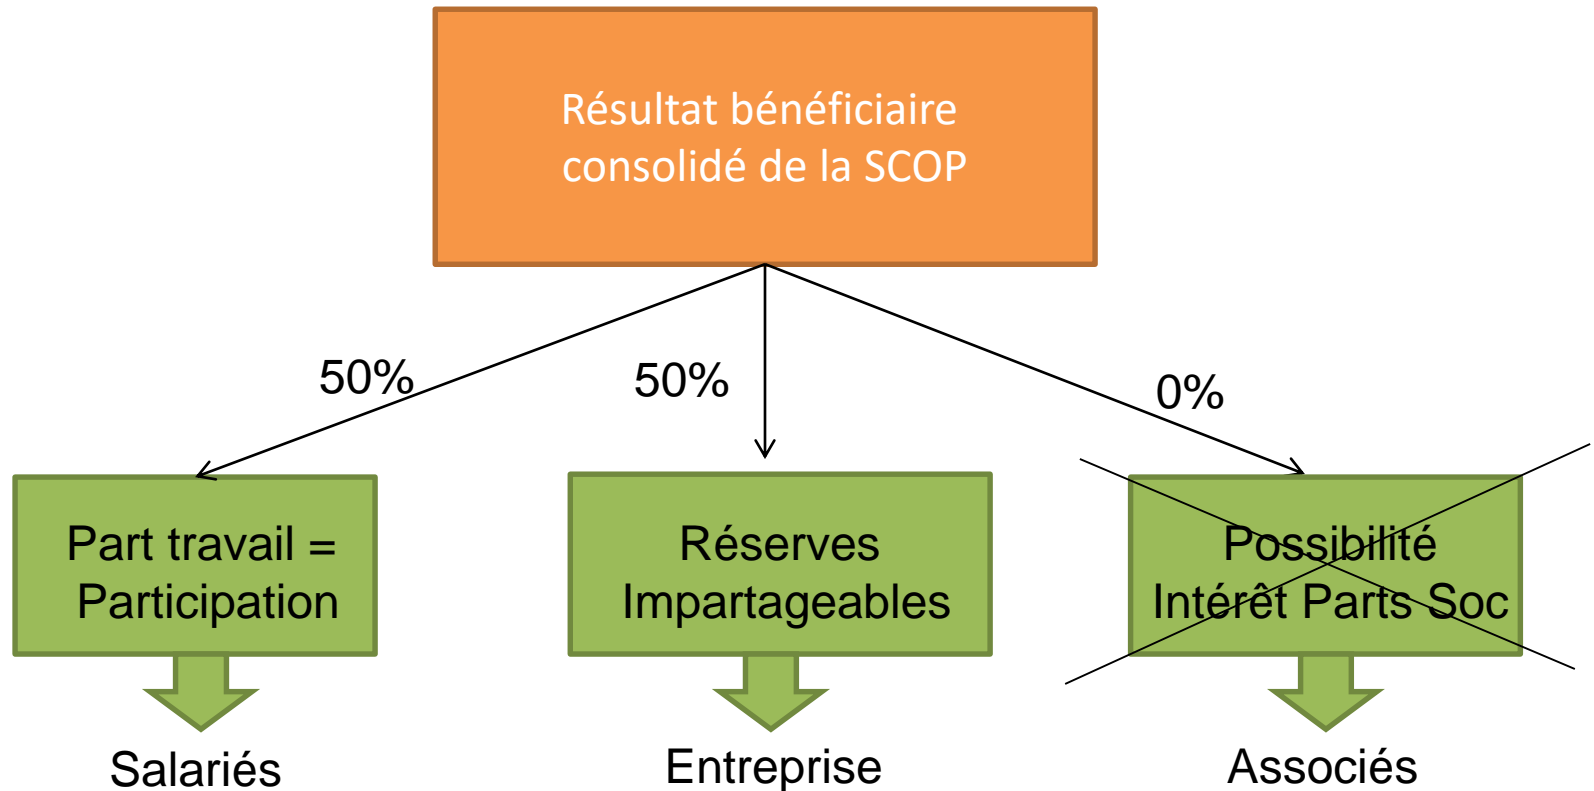 Résultat bénéficiaire
consolidé de la SCOP
50%
50%
0%
Part travail =
Participation
Réserves
Impartageables
Possibilité
Intérêt Parts Soc
Salariés
Entreprise
Associés